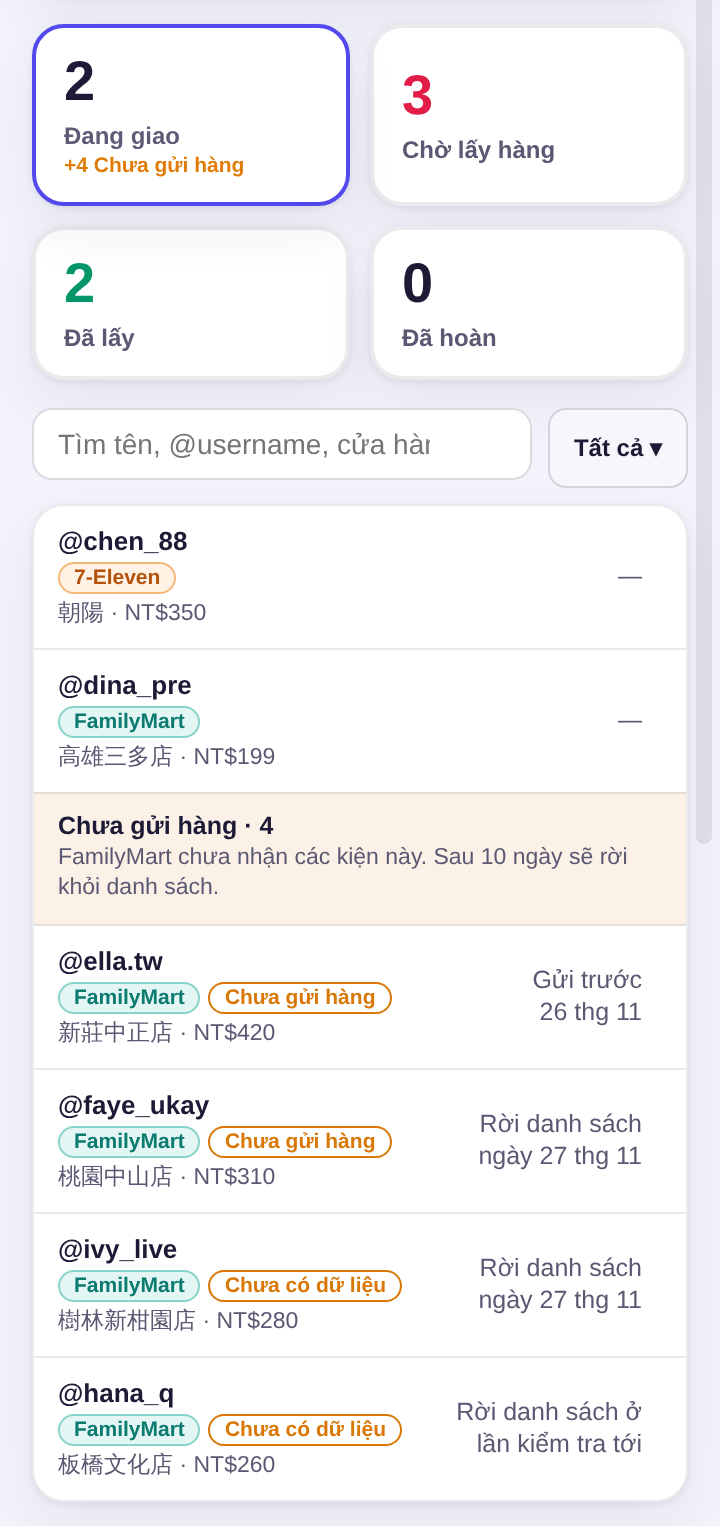 2
Đang giao
+4 Chưa gửi hàng
3
Chờ lấy hàng
2
Đã lấy
0
Đã hoàn
Tìm tên, @username, cửa hàr
Tất cả ▾
@chen_88
7-Eleven
朝陽 · NT$350
—
@dina_pre
FamilyMart
高雄三多店 · NT$199
—
Chưa gửi hàng · 4
FamilyMart chưa nhận các kiện này. Sau 10 ngày sẽ rời
khỏi danh sách.
@ella.tw
FamilyMart Chưa gửi hàng
新莊中正店 · NT$420
Gửi trước
26 thg 11
@faye_ukay
FamilyMart Chưa gửi hàng
桃園中山店 · NT$310
Rời danh sách
ngày 27 thg 11
@ivy_live
FamilyMart Chưa có dữ liệu
樹林新柑園店 · NT$280
Rời danh sách
ngày 27 thg 11
@hana_q
FamilyMart Chưa có dữ liệu
板橋文化店 · NT$260
Rời danh sách ở
lần kiểm tra tới